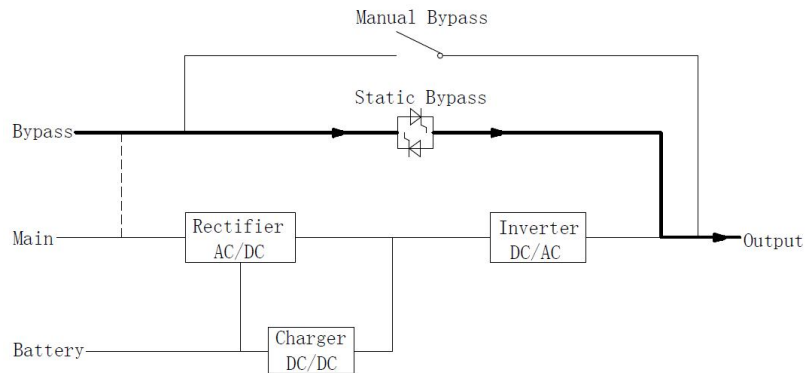 Manual Bypass
Static Bypass
Bypass
Main
Rectifier
AC/DC
Inverter
DC/AC
Output
Battery
Charger
DC/DC